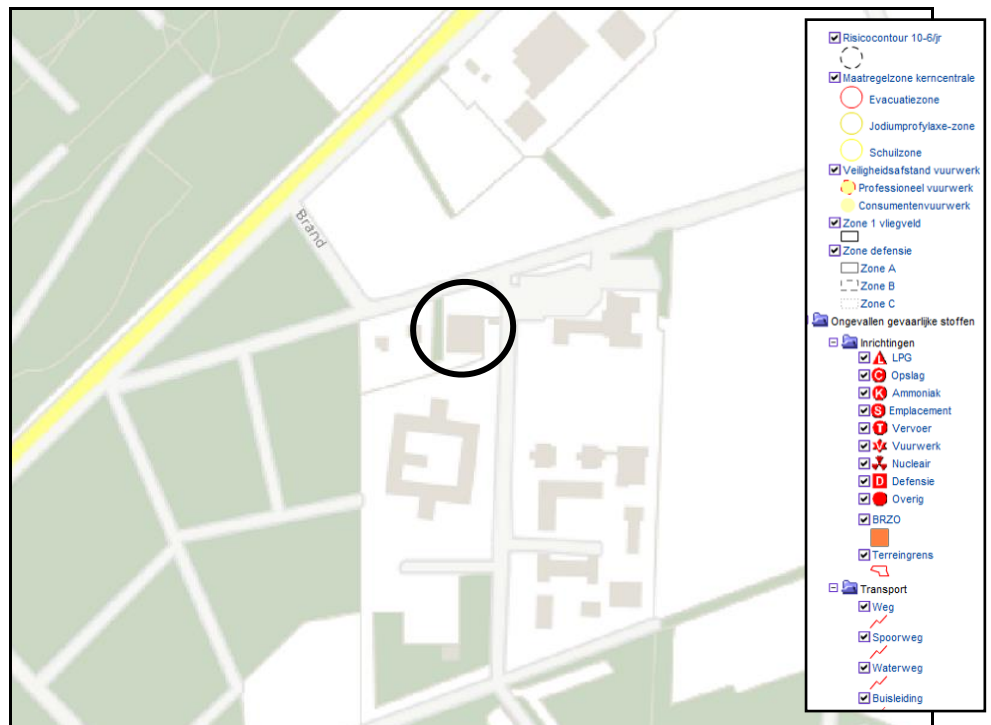 Brand
Risicocontour 10-6/jr
Maatregelzone kerncentrale
Evacuatiezone
Jodiumprofylaxe-zone
Schuilzone
Veiligheidsafstand vuurwerk
Professioneel vuurwerk
Consumentenvuurwerk
Zone 1 vliegveld
Zone defensie
Zone A
Zone B
Zone C
Ongevallen gevaarlijke stoffen
Inrichtingen
L LPG
C Opslag
K Ammoniak
S Emplacement
T Vervoer
V Vuurwerk
Nucleair
D Defensie
Overig
BRZO
Terreingrens
Transport
Weg
Spoorweg
Waterweg
Buisleiding